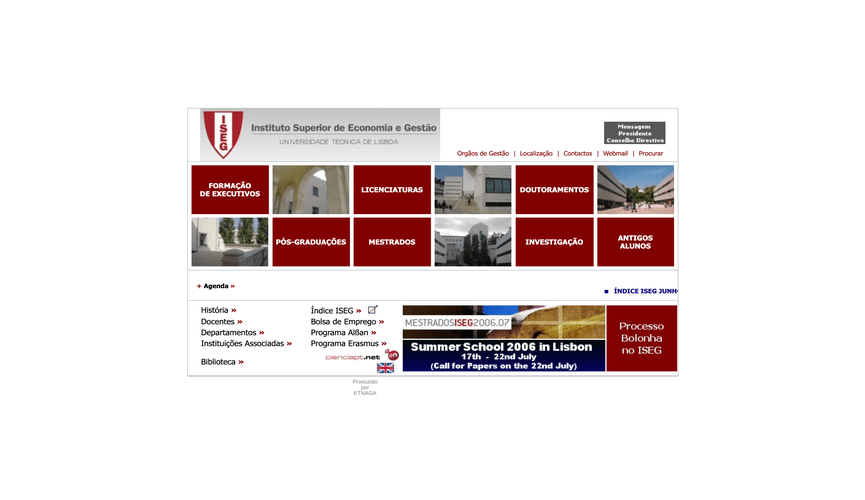 ISEG
Instituto Superior de Economia e Gestão
UNIVERSIDADE TÉCNICA DE LISBOA
Mensagem
Presidente
Conselho Directivo
Orgãos de Gestão | Localização | Contactos | Webmail | Procurar
FORMAÇÃO
DE EXECUTIVOS
LICENCIATURAS
DOUTORAMENTOS
PÓS-GRADUAÇÕES
MESTRADOS
INVESTIGAÇÃO
ANTIGOS
ALUNOS
+ Agenda »
ÍNDICE ISEG JUNH
História »
Docentes »
Departamentos »
Instituições Associadas »
Biblioteca »
Índice ISEG »
Bolsa de Emprego »
Programa Alßan »
Programa Erasmus »
cienciapt.net
MESTRADOSISEG2006.07
Summer School 2006 in Lisbon
17th - 22nd July
(Call for Papers on the 22nd July)
Processo
Bolonha
no ISEG
Produzido
por
ETNAGA